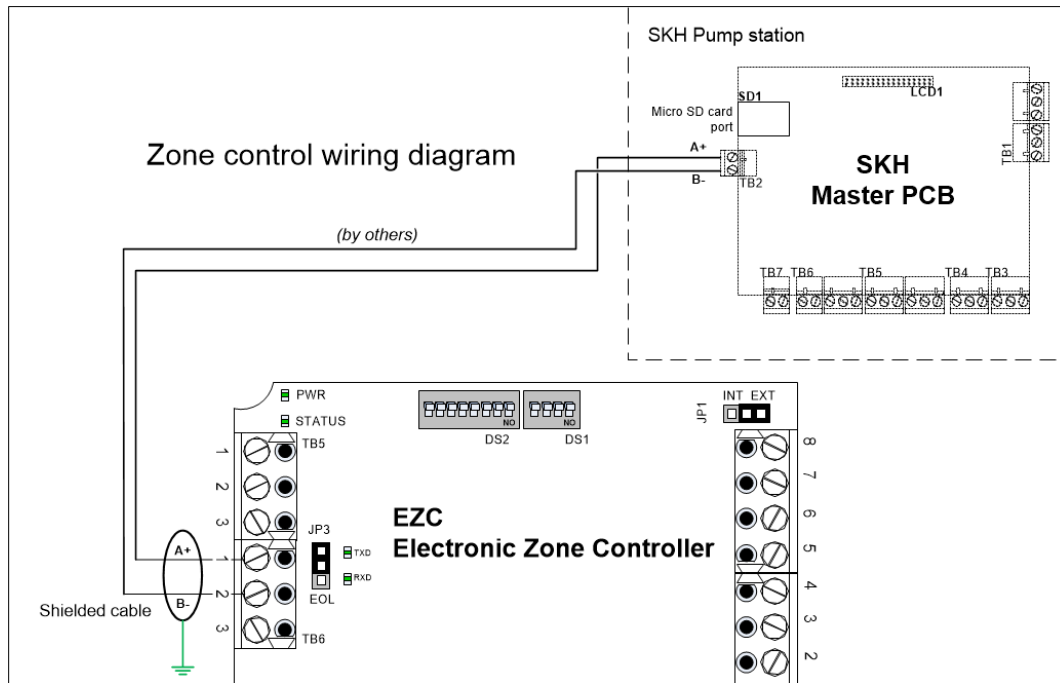 SKH Pump station
LCD1
SD1
Micro SD card
port
TB1
Zone control wiring diagram
A+
SKH
Master PCB
B-
TB2
(by others)
TB7 TB6 TB5 TB4 TB3
PWR
INT EXT
JP1
STATUS
NO NO
DS2 DS1
1 TB5
8
2
7
3
EZC
Electronic Zone Controller
6
JP3
5
A+
1
TXD
4
B-
2
RXD
EOL
Shielded cable
3
3
TB6
2